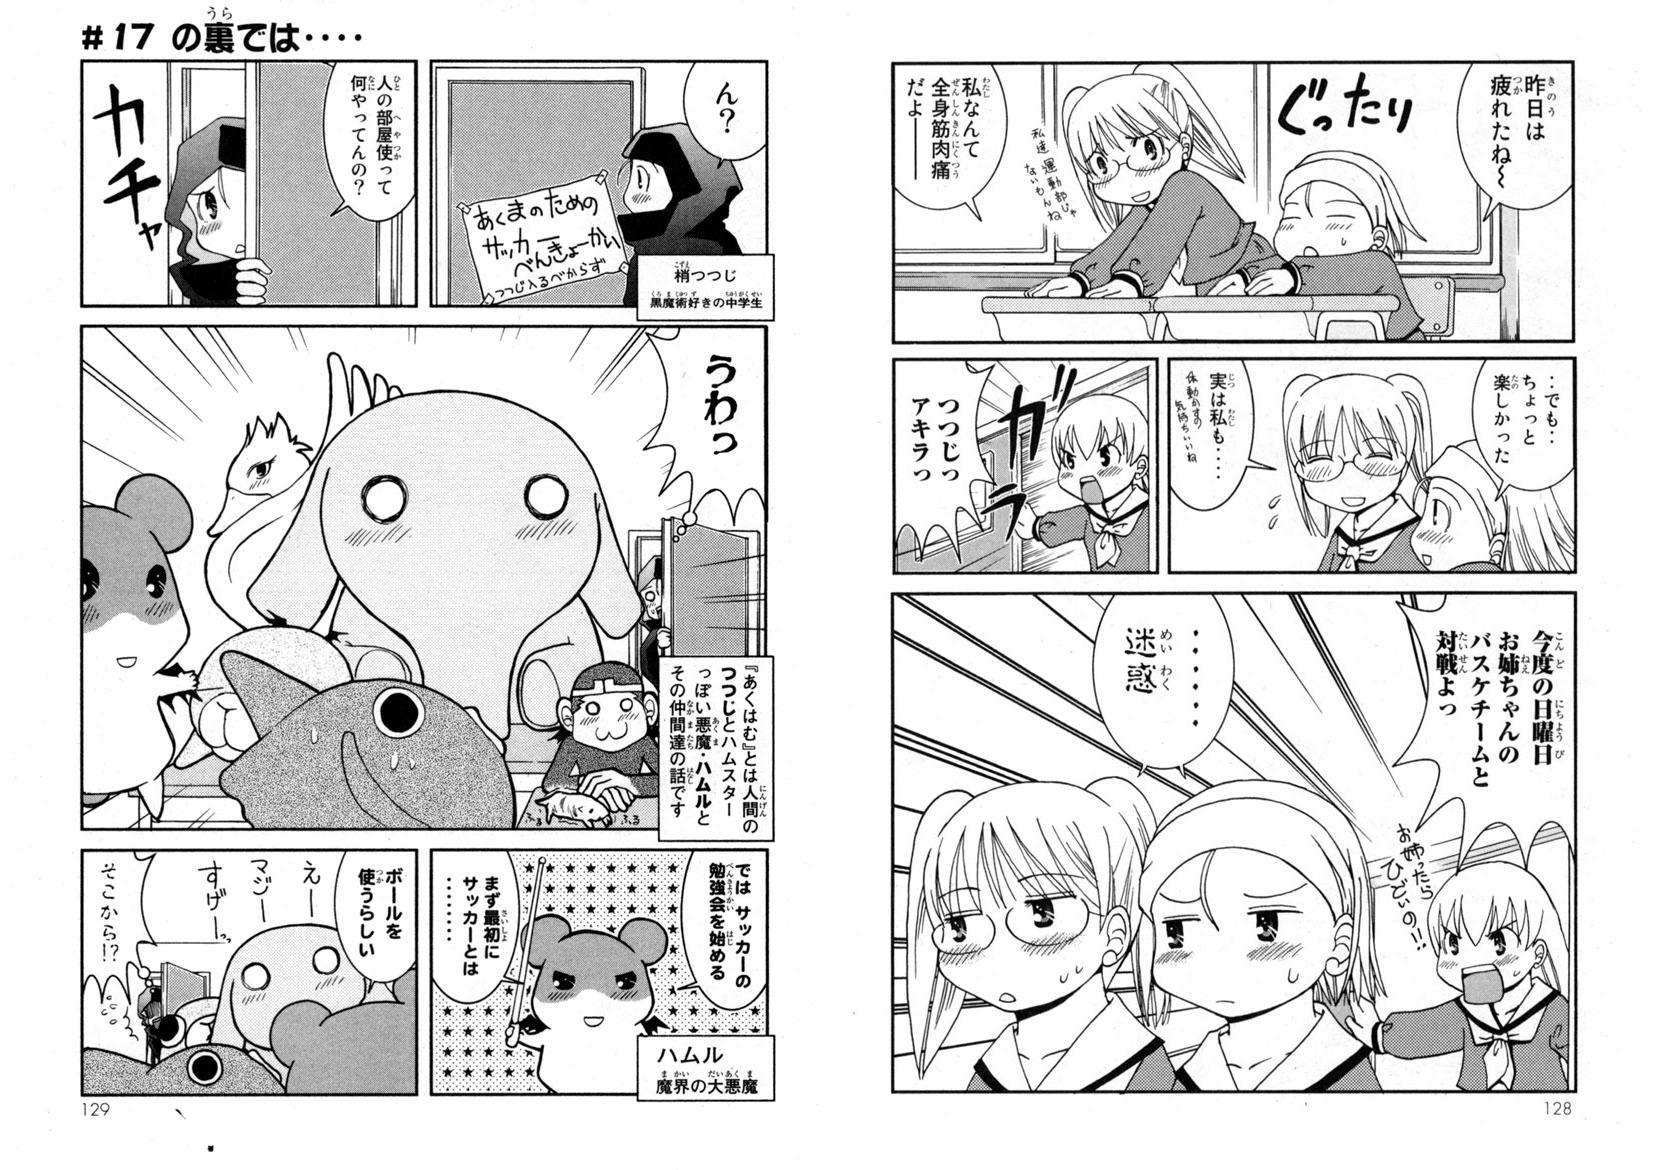 昨日は
疲れたね～
ぐったり
私なんて
全身筋肉痛
だよ――
私達 運動部じゃ
ないもんね
‥でも‥
ちょっと
楽しかった
実は私も‥‥
体動かすの
気持ちいいね
ガラ
つつじっ
アキラっ
今度の日曜日
お姉ちゃんの
バスケチームと
対戦よっ
お姉ったら
ひどいの!!
‥‥‥
迷惑
128
#17 の裏では‥‥
ん?
あくまのための
サッカー
べんきょーかい
つつじ入るべからず
梢つつじ
黒魔術好きの中学生
人の部屋使って
何やってんの?
カチャ
うわっ
『あくはむ』とは人間の
つつじとハムスター
っぽい悪魔・ハムルと
その仲間達の話です
ふる
ふる
では サッカーの
勉強会を始める
まず最初に
サッカーとは
‥‥‥‥
ハムル
魔界の大悪魔
ボールを
使うらしい
えー
マジー
すげーっ
そこから!?
129